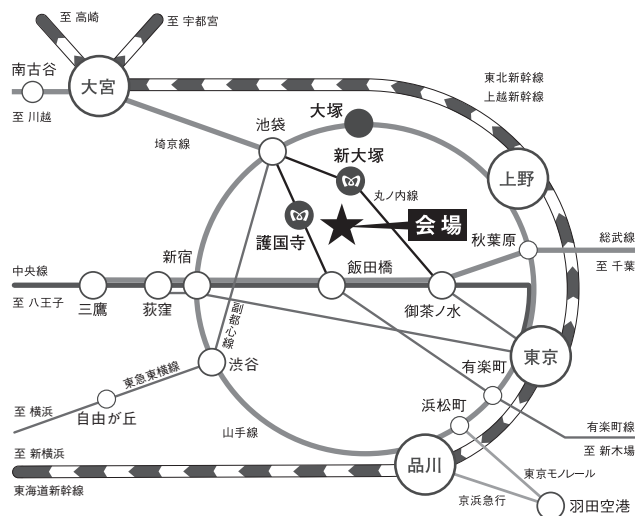 至 高崎
至 宇都宮
南古谷
大宮
至 川越
東北新幹線
上越新幹線
大塚
池袋
埼京線
新大塚
丸ノ内線
上野
護国寺
会場
秋葉原
総武線
至 千葉
新宿
飯田橋
中央線
至 八王子
三鷹
荻窪
御茶ノ水
副都心線
東京
有楽町
渋谷
東急東横線
自由が丘
至 横浜
浜松町
山手線
有楽町線
至 新木場
至 新横浜
品川
東海道新幹線
東京モノレール
京浜急行
羽田空港